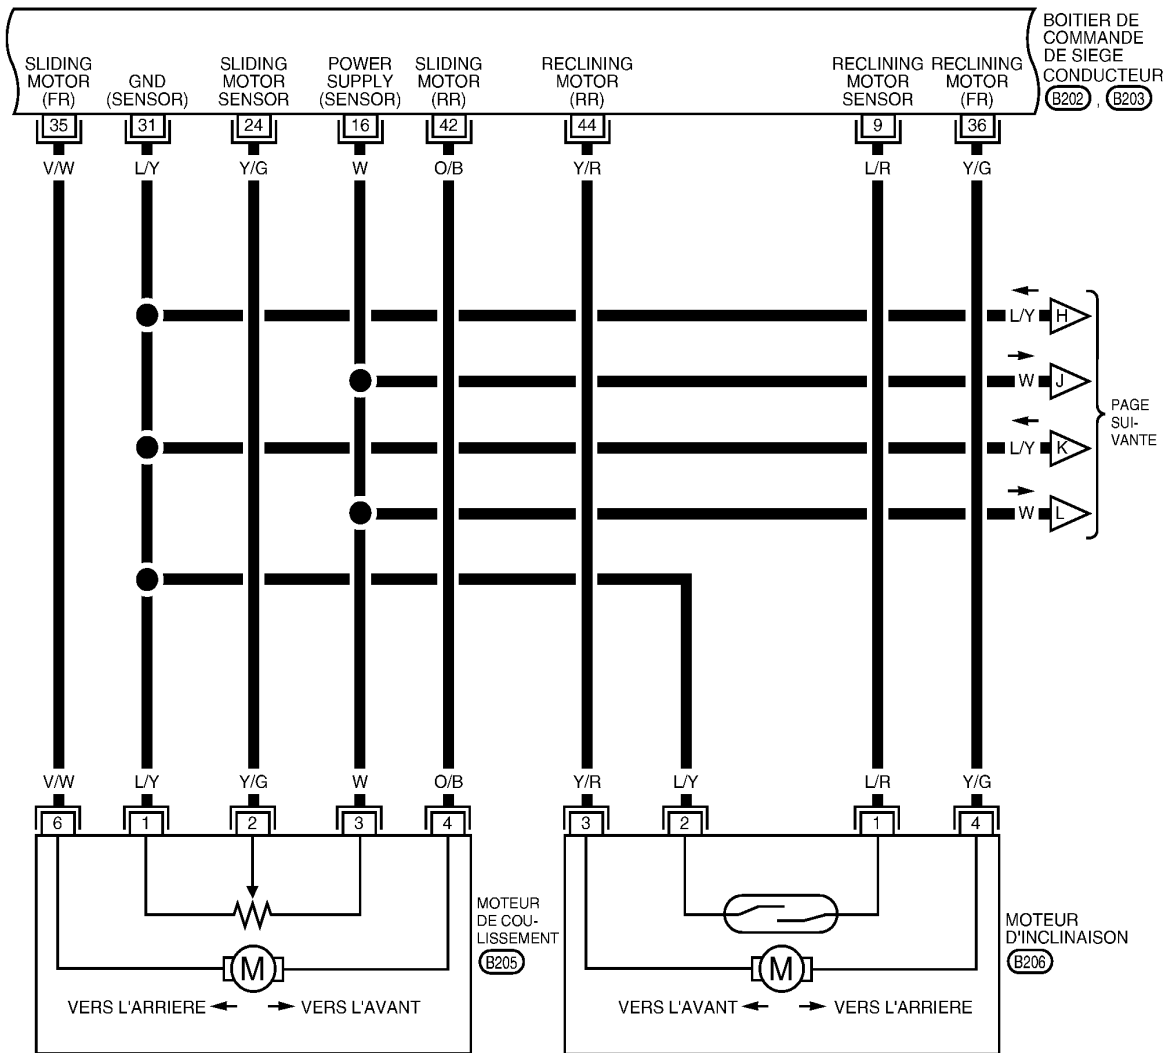 BOITIER DE
COMMANDE
DE SIEGE
CONDUCTEUR
B202 , B203
SLIDING
MOTOR
(FR)
GND
(SENSOR)
SLIDING
MOTOR
SENSOR
POWER
SUPPLY
(SENSOR)
SLIDING
MOTOR
(RR)
RECLINING
MOTOR
(RR)
RECLINING
MOTOR
SENSOR
RECLINING
MOTOR
(FR)
35 31 24 16 42 44 9 36
V/W L/Y Y/G W O/B Y/R L/R Y/G
L/Y H
W J
L/Y K
W L
PAGE
SUI-
VANTE
V/W L/Y Y/G W O/B Y/R L/Y L/R Y/G
6 1 2 3 4 3 2 1 4
MOTEUR
DE COU-
LISSEMENT
B205
M
VERS L'ARRIERE VERS L'AVANT
MOTEUR
D'INCLINAISON
B206
M
VERS L'AVANT VERS L'ARRIERE